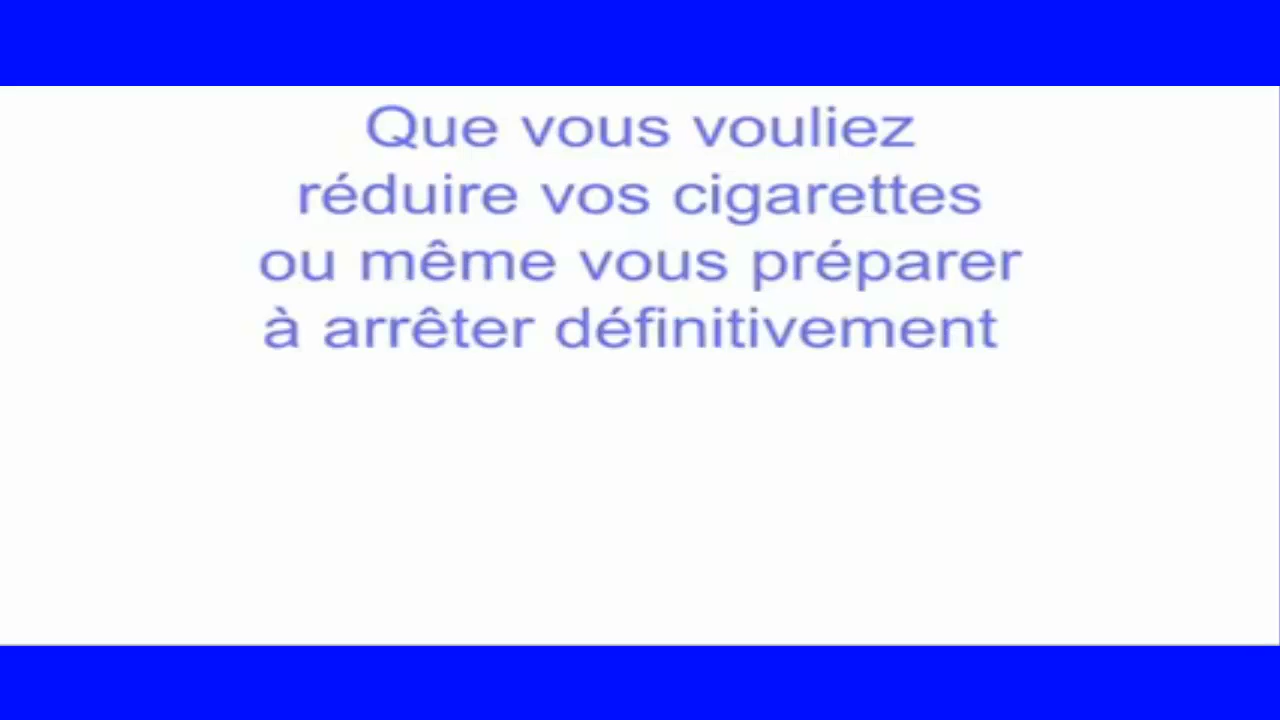 Que vous vouliez
réduire vos cigarettes
ou même vous préparer
à arrêter définitivement